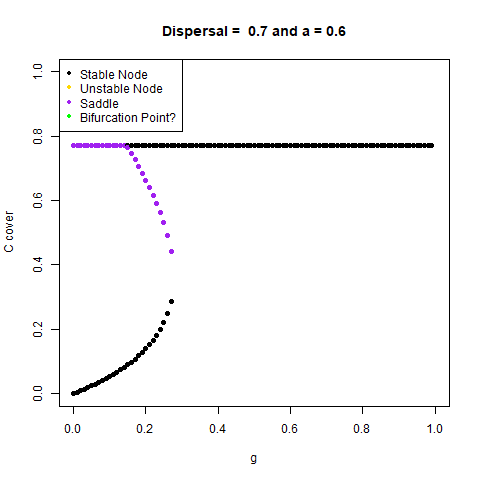 Dispersal =  0.7 and a = 0.6
Stable Node
Unstable Node
Saddle
Bifurcation Point?
C cover
1.0
0.8
0.6
0.4
0.2
0.0
0.0 0.2 0.4 0.6 0.8 1.0
g